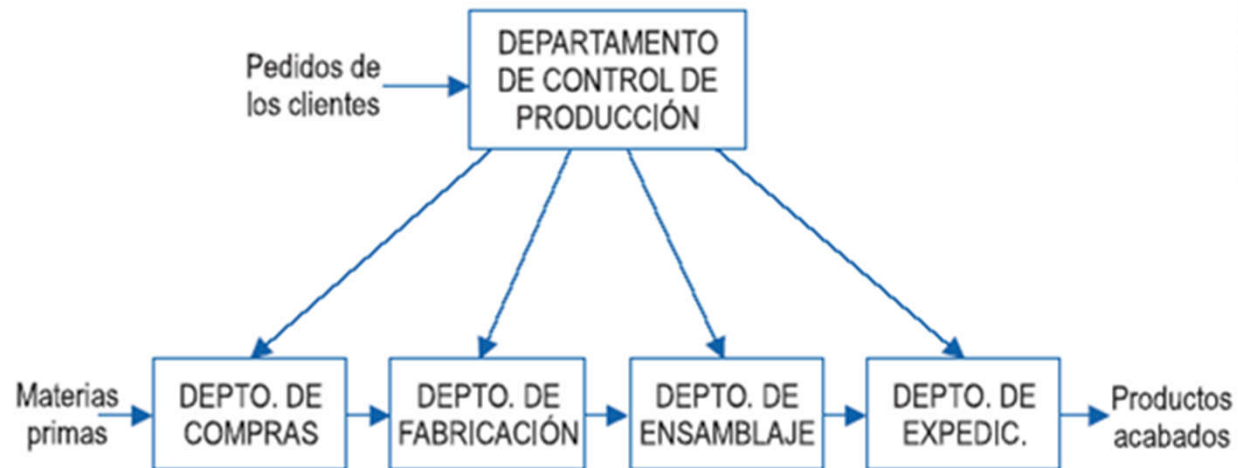 DEPARTAMENTO
DE CONTROL DE
PRODUCCIÓN
Pedidos de
los clientes
Materias
primas
DEPTO. DE
COMPRAS
DEPTO. DE
FABRICACIÓN
DEPTO. DE
ENSAMBLAJE
DEPTO. DE
EXPEDIC.
Productos
acabados